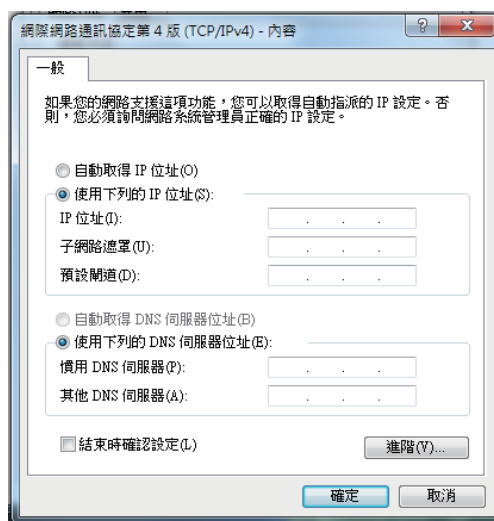 網際網路通訊協定第 4 版 (TCP/IPv4) - 內容
一般
如果您的網路支援這項功能，您可以取得自動指派的 IP 設定。否
則，您必須詢問網路系統管理員正確的 IP 設定。
自動取得 IP 位址(O)
使用下列的 IP 位址(S):
IP 位址(I):
子網路遮罩(U):
預設閘道(D):
自動取得 DNS 伺服器位址(B)
使用下列的 DNS 伺服器位址(E):
慣用 DNS 伺服器(P):
其他 DNS 伺服器(A):
結束時確認設定(L)
進階(V)...
確定
取消